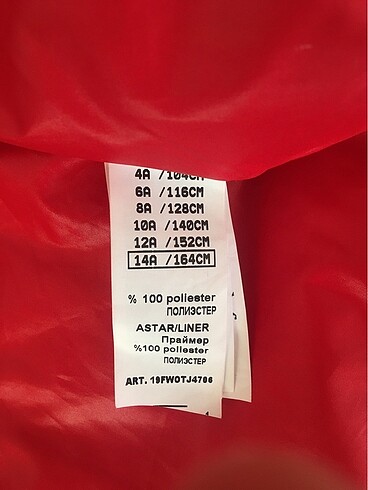 4A /104CM
6A /116CM
8A /128CM
10A /140CM
12A /152CM
14A /164CM
% 100 poliester
ПОЛИЭСТЕР
ASTAR/LINER
Праймер
%100 poliester
ПОЛИЭСТЕР
ART. 19FWOTJ4706